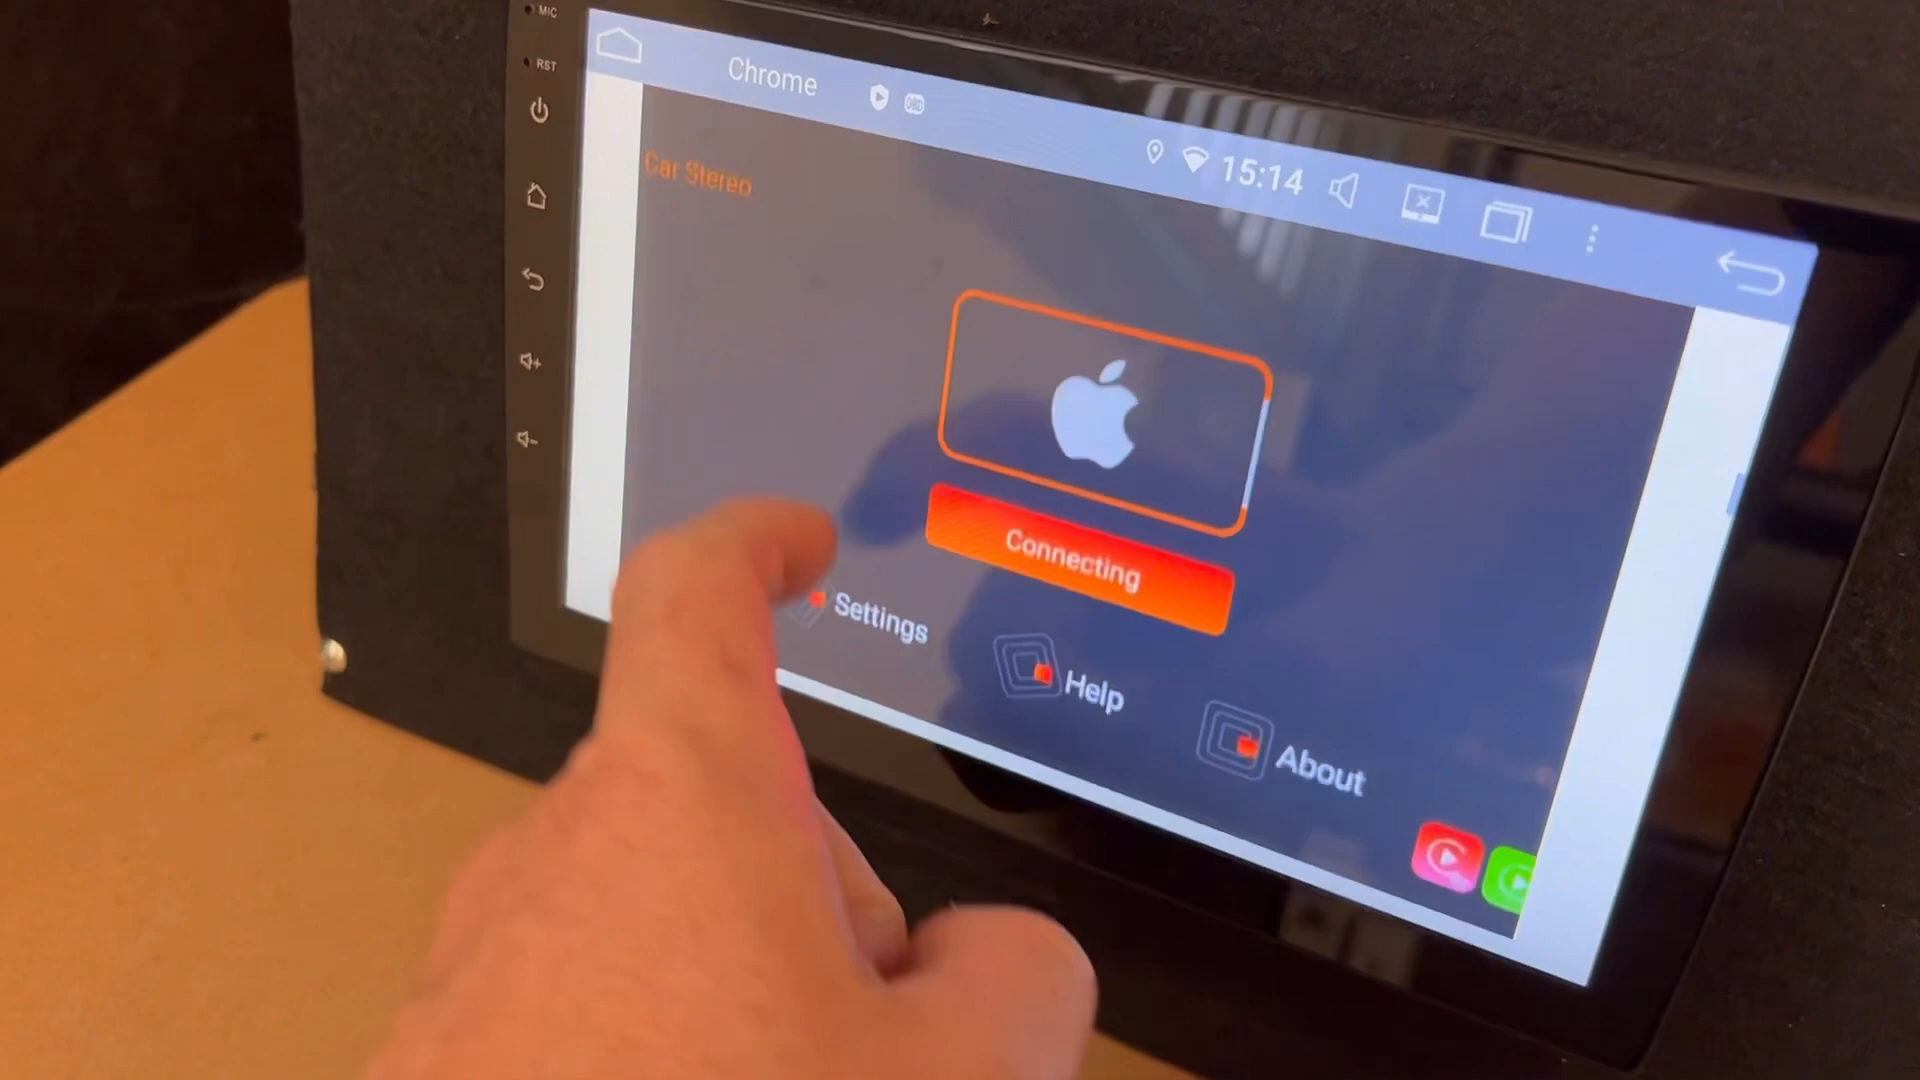 MIC
RST
Chrome
15:14
Car Stereo
Connecting
Settings
Help
About